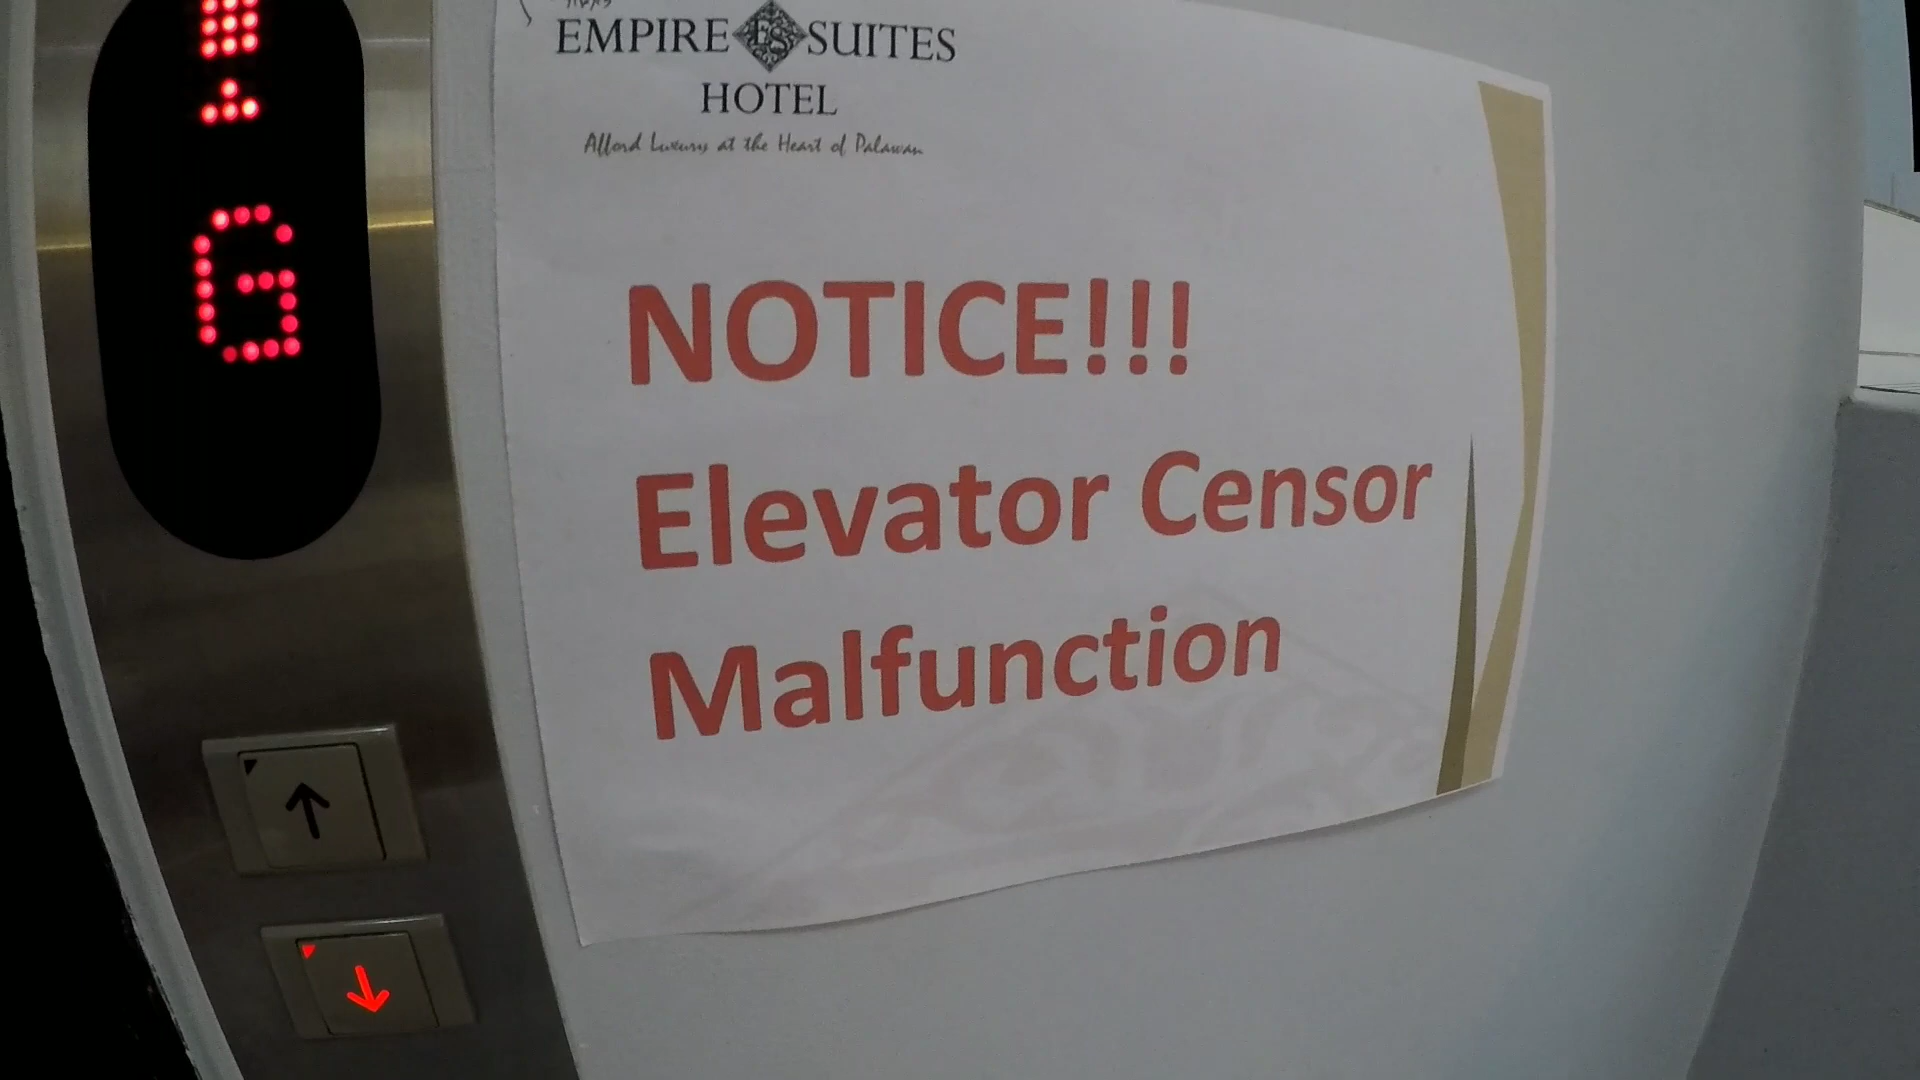 EMPIRE ES SUITES
HOTEL
Afford Luxury at the Heart of Palawan
NOTICE!!!
Elevator Censor
Malfunction
G